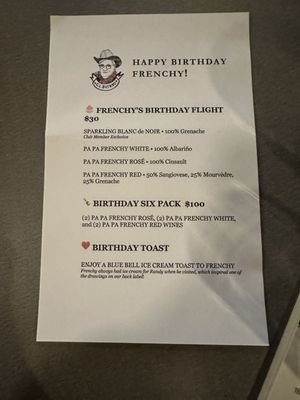 HAPPY BIRTHDAY
FRENCHY!
🧁 FRENCHY'S BIRTHDAY FLIGHT
$30
SPARKLING BLANC de NOIR • 100% Grenache
Club Member Exclusive
PA PA FRENCHY WHITE • 100% Albariño
PA PA FRENCHY ROSÉ • 100% Cinsault
PA PA FRENCHY RED • 50% Sangiovese, 25% Mourvèdre,
25% Grenache
🍾 BIRTHDAY SIX PACK $100
(2) PA PA FRENCHY ROSÉ, (2) PA PA FRENCHY WHITE,
and (2) PA PA FRENCHY RED WINES
❤️ BIRTHDAY TOAST
ENJOY A BLUE BELL ICE CREAM TOAST TO FRENCHY
Frenchy always had ice cream for Randy when he visited, which inspired one of
the drawings on our back label!